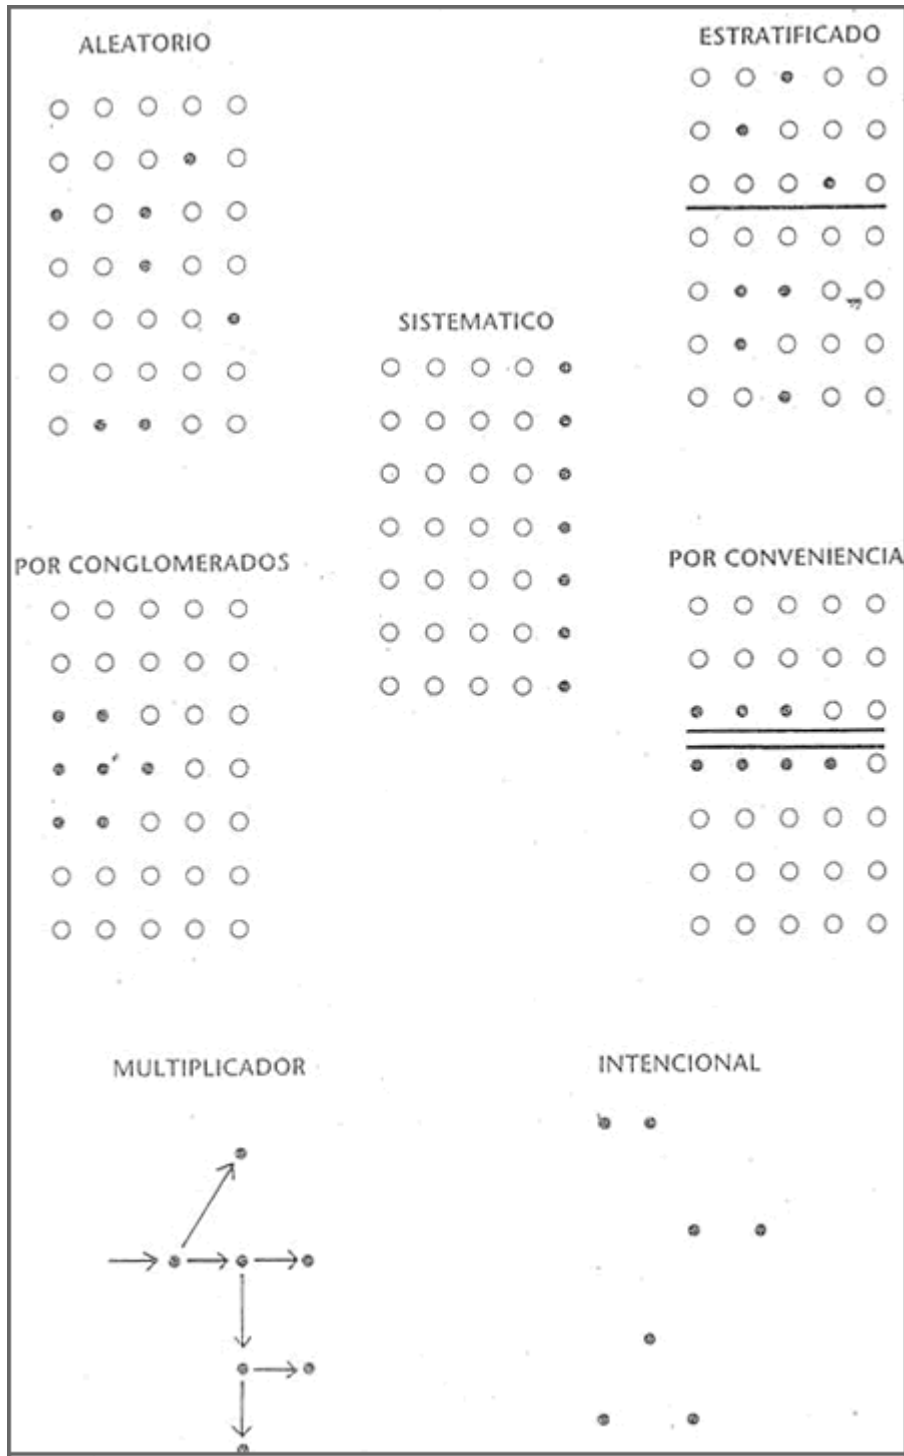 ALEATORIO
ESTRATIFICADO
SISTEMATICO
POR CONGLOMERADOS
POR CONVENIENCIA
MULTIPLICADOR
INTENCIONAL